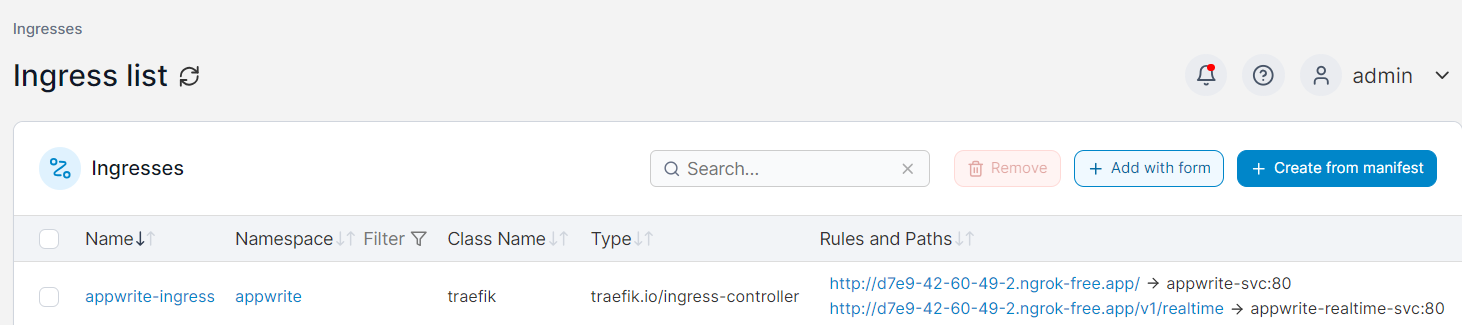 Ingresses
Ingress list
admin
Ingresses
Search...
Remove
+ Add with form
+ Create from manifest
Name Namespace Filter Class Name Type Rules and Paths
appwrite-ingress appwrite traefik traefik.io/ingress-controller http://d7e9-42-60-49-2.ngrok-free.app/ → appwrite-svc:80
http://d7e9-42-60-49-2.ngrok-free.app/v1/realtime → appwrite-realtime-svc:80